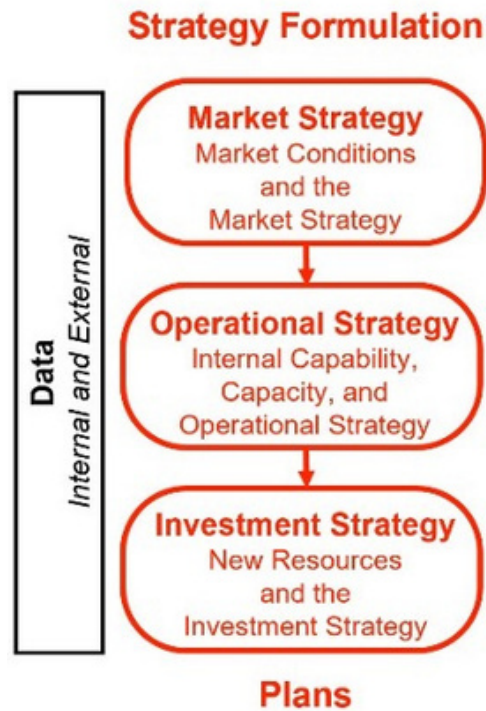 Strategy Formulation
Data
Internal and External
Market Strategy
Market Conditions
and the
Market Strategy
Operational Strategy
Internal Capability,
Capacity, and
Operational Strategy
Investment Strategy
New Resources
and the
Investment Strategy
Plans